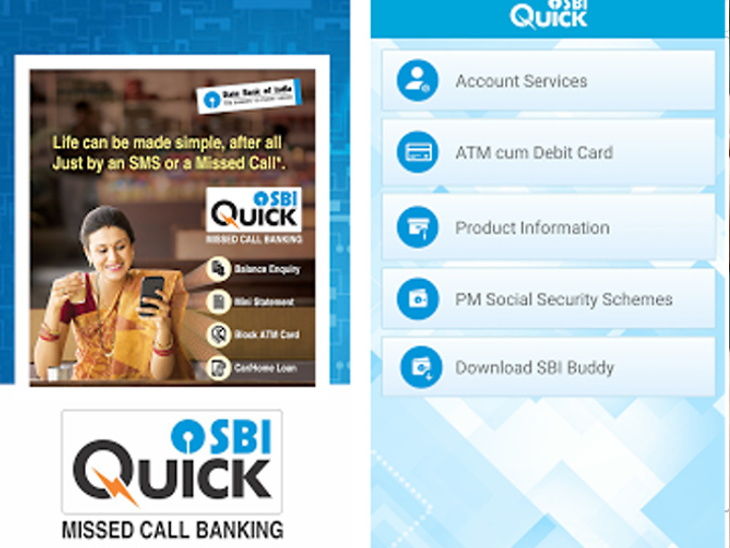 State Bank of India
Life can be made simple, after all
Just by an SMS or a Missed Call*.
SBI
QUICK
MISSED CALL BANKING
Balance Enquiry
Mini Statement
Block ATM Card
Car/Home Loan
SBI
QUICK
MISSED CALL BANKING
SBI
QUICK
Account Services
ATM cum Debit Card
Product Information
PM Social Security Schemes
Download SBI Buddy